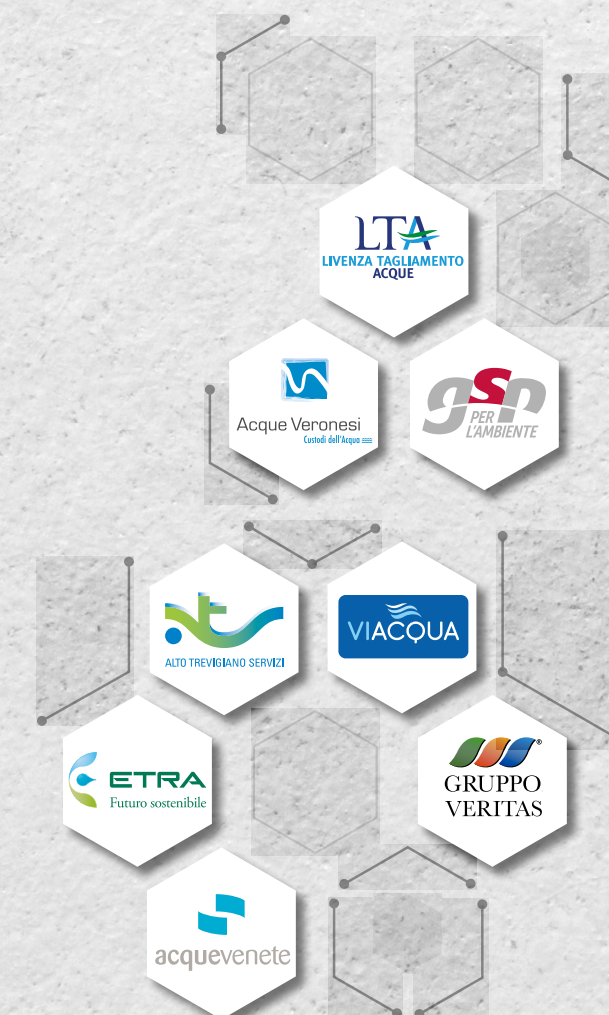 LTA
LIVENZA TAGLIAMENTO
ACQUE
Acque Veronesi
Custodi dell'Acqua
gsp
PER
L'AMBIENTE
ALTO TREVIGIANO SERVIZI
VIACQUA
ETRA
Futuro sostenibile
GRUPPO
VERITAS
acquevenete